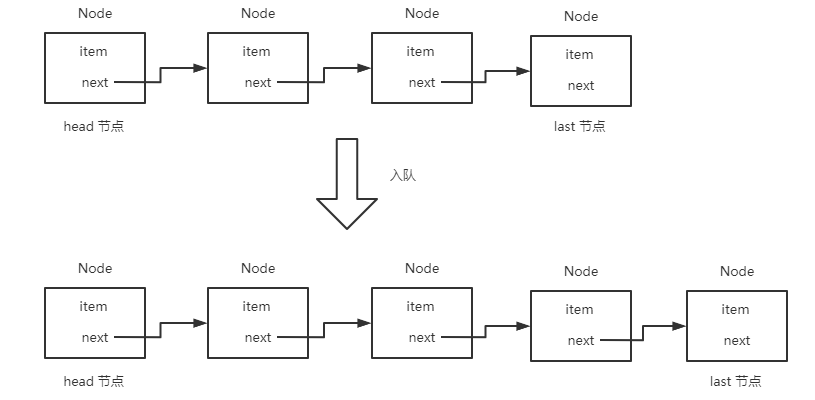 Node Node Node Node
item item item item
next next next next
head 节点 last 节点
入队
Node Node Node Node Node
item item item item item
next next next next next
head 节点 last 节点